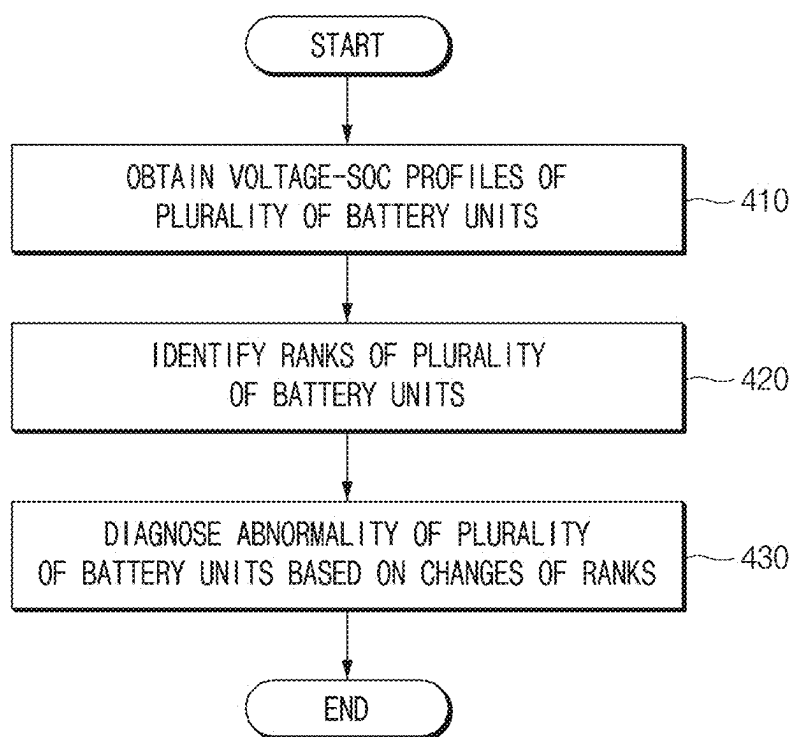 START
OBTAIN VOLTAGE-SOC PROFILES OF
PLURALITY OF BATTERY UNITS
410
IDENTIFY RANKS OF PLURALITY
OF BATTERY UNITS
420
DIAGNOSE ABNORMALITY OF PLURALITY
OF BATTERY UNITS BASED ON CHANGES OF RANKS
430
END